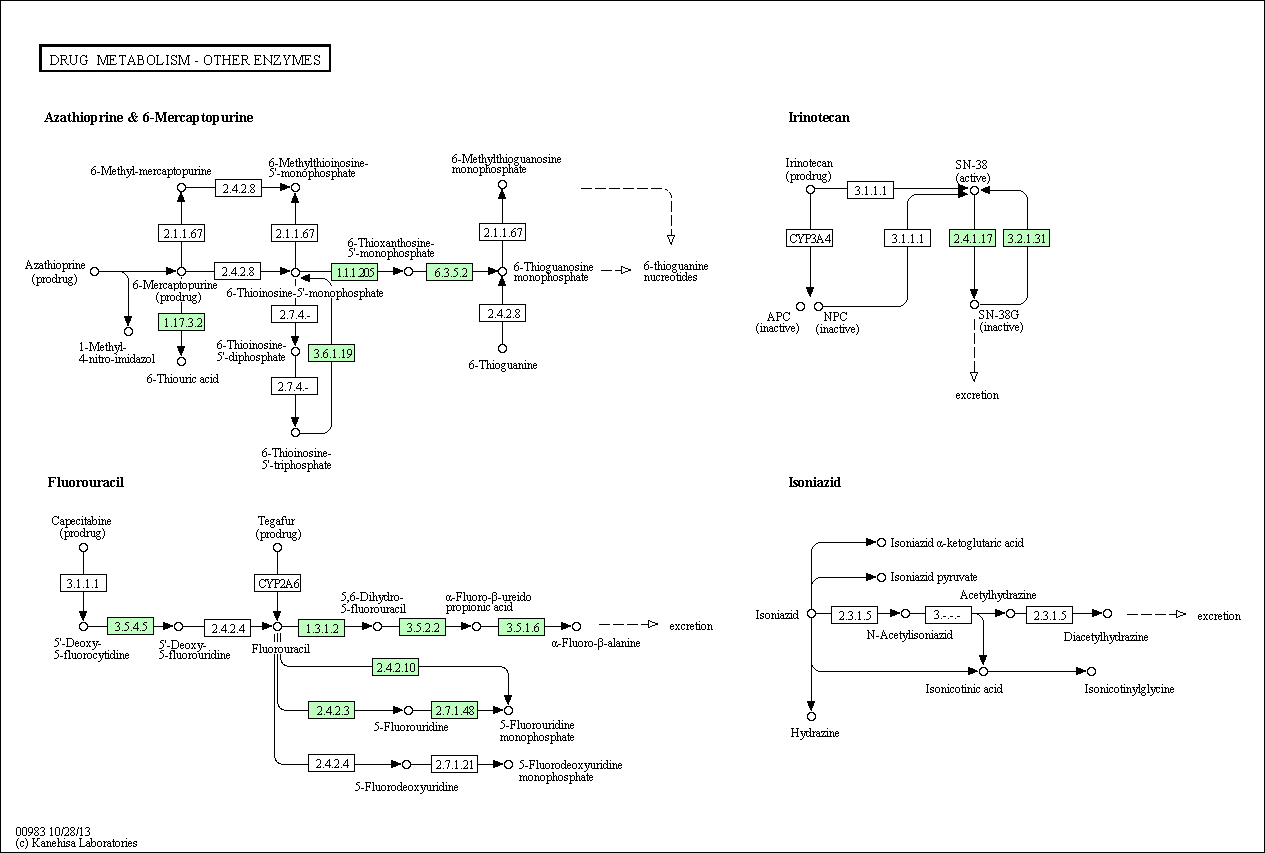 DRUG METABOLISM - OTHER ENZYMES
Azathioprine & 6-Mercaptopurine
6-Methyl-mercaptopurine
6-Methylthioinosine-
5'-monophosphate
6-Methylthioguanosine
monophosphate
2.4.2.8
2.1.1.67
2.1.1.67
2.1.1.67
6-Thioxanthosine-
5'-monophosphate
Azathioprine
(prodrug)
2.4.2.8
1.1.1.205
6.3.5.2
6-Thioguanosine
monophosphate
6-thioguanine
nucreotides
6-Mercaptopurine
(prodrug)
6-Thioinosine-5'-monophosphate
1.17.3.2
2.7.4.-
2.4.2.8
1-Methyl-
4-nitro-imidazol
6-Thioinosine-
5'-diphosphate
3.6.1.19
6-Thioguanine
6-Thiouric acid
2.7.4.-
6-Thioinosine-
5'-triphosphate
Irinotecan
Irinotecan
(prodrug)
SN-38
(active)
3.1.1.1
CYP3A4
3.1.1.1
2.4.1.17
3.2.1.31
APC
(inactive)
NPC
(inactive)
SN-38G
(inactive)
excretion
Fluorouracil
Capecitabine
(prodrug)
Tegafur
(prodrug)
3.1.1.1
CYP2A6
5,6-Dihydro-
5-fluorouracil
α-Fluoro-β-ureido
propionic acid
3.5.4.5
2.4.2.4
1.3.1.2
3.5.2.2
3.5.1.6
excretion
5'-Deoxy-
5-fluorocytidine
5'-Deoxy-
5-fluorouridine
Fluorouracil
α-Fluoro-β-alanine
2.4.2.10
2.4.2.3
2.7.1.48
5-Fluorouridine
5-Fluorouridine
monophosphate
2.4.2.4
2.7.1.21
5-Fluorodeoxyuridine
5-Fluorodeoxyuridine
monophosphate
Isoniazid
Isoniazid α-ketoglutaric acid
Isoniazid pyruvate
Acetylhydrazine
Isoniazid
2.3.1.5
3.-.-.-
2.3.1.5
excretion
N-Acetylisoniazid
Diacetylhydrazine
Isonicotinic acid
Isonicotinylglycine
Hydrazine
00983 10/28/13
(c) Kanehisa Laboratories